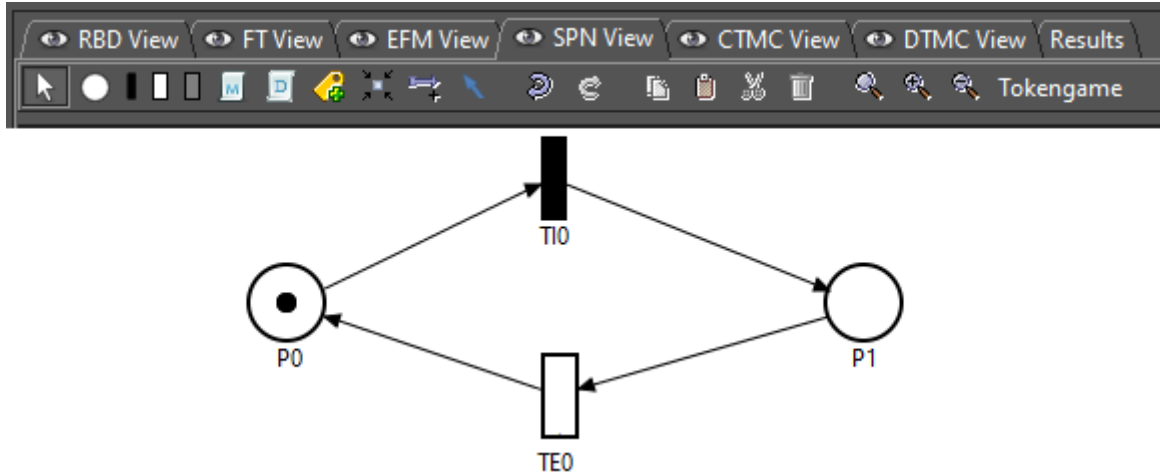 RBD View FT View EFM View SPN View CTMC View DTMC View Results
M D Tokengame
TI0
P0 P1
TE0